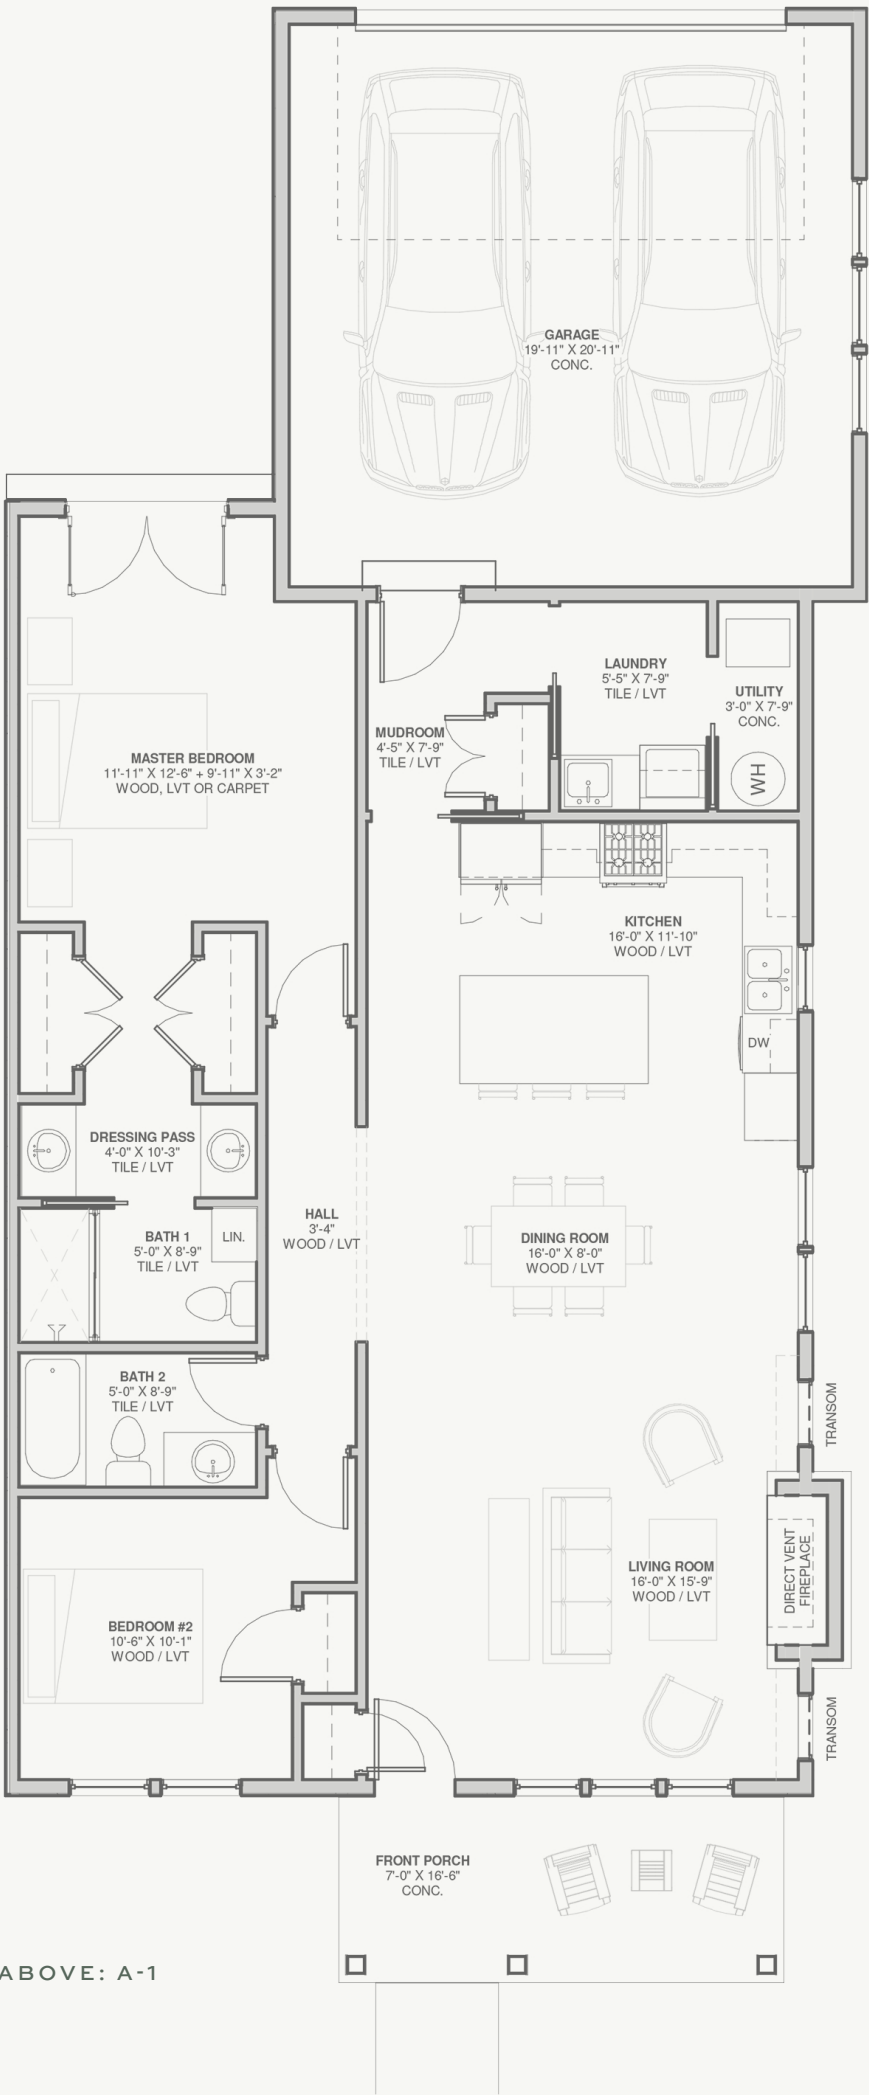 GARAGE
19'-11" X 20'-11"
CONC.
LAUNDRY
5'-5" X 7'-9"
TILE / LVT
UTILITY
3'-0" X 7'-9"
CONC.
MUDROOM
4'-5" X 7'-9"
TILE / LVT
WH
MASTER BEDROOM
11'-11" X 12'-6" + 9'-11" X 3'-2"
WOOD, LVT OR CARPET
KITCHEN
16'-0" X 11'-10"
WOOD / LVT
DW
DRESSING PASS
4'-0" X 10'-3"
TILE / LVT
HALL
3'-4"
WOOD / LVT
BATH 1
5'-0" X 8'-9"
TILE / LVT
LIN.
DINING ROOM
16'-0" X 8'-0"
WOOD / LVT
BATH 2
5'-0" X 8'-9"
TILE / LVT
TRANSOM
LIVING ROOM
16'-0" X 15'-9"
WOOD / LVT
DIRECT VENT
FIREPLACE
BEDROOM #2
10'-6" X 10'-1"
WOOD / LVT
TRANSOM
FRONT PORCH
7'-0" X 16'-6"
CONC.
ABOVE: A-1